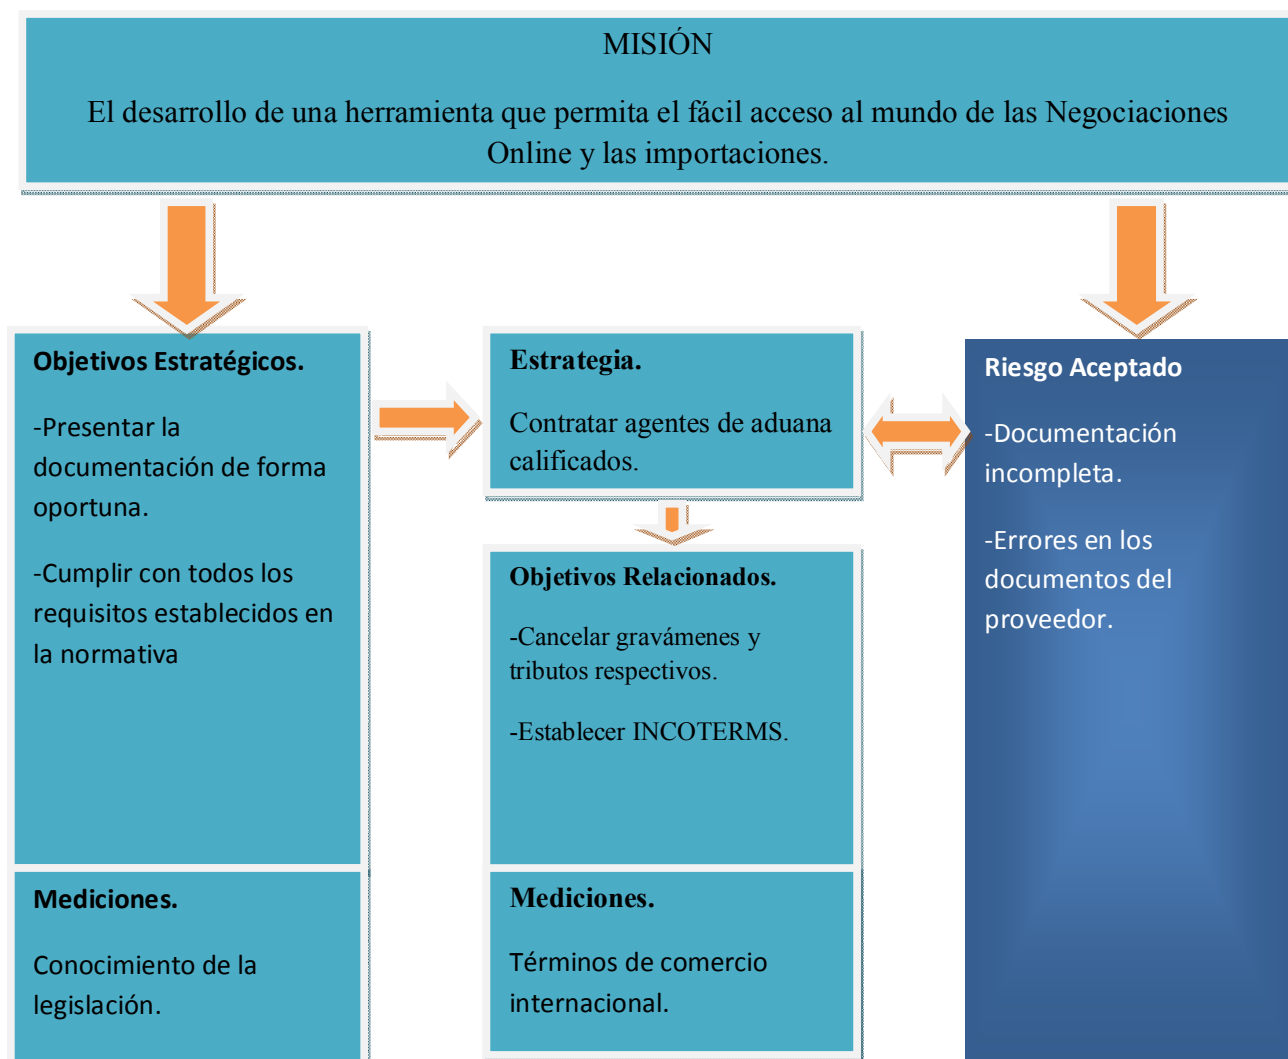 MISIÓN
El desarrollo de una herramienta que permita el fácil acceso al mundo de las Negociaciones
Online y las importaciones.
Objetivos Estratégicos.
-Presentar la
documentación de forma
oportuna.
-Cumplir con todos los
requisitos establecidos en
la normativa
Mediciones.
Conocimiento de la
legislación.
Estrategia.
Contratar agentes de aduana
calificados.
Objetivos Relacionados.
-Cancelar gravámenes y
tributos respectivos.
-Establecer INCOTERMS.
Mediciones.
Términos de comercio
internacional.
Riesgo Aceptado
-Documentación
incompleta.
-Errores en los
documentos del
proveedor.